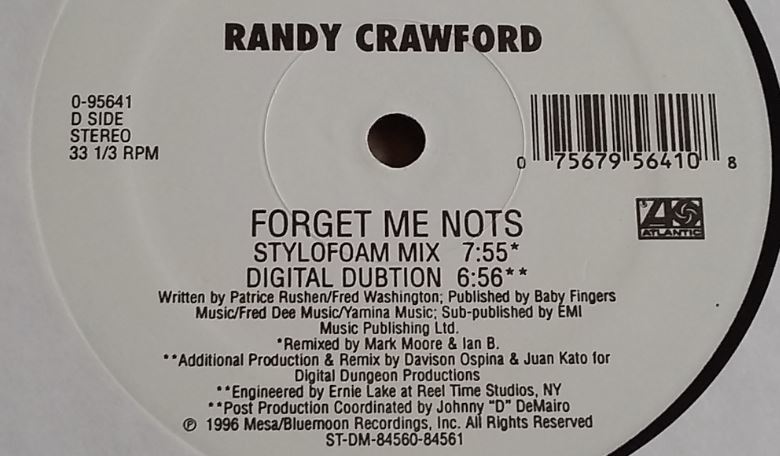 RANDY CRAWFORD
0-95641
D SIDE
STEREO
33 1/3 RPM
0 75679 56410 8
ATLANTIC
FORGET ME NOTS
STYLOFOAM MIX 7:55*
DIGITAL DUBTION 6:56**
Written by Patrice Rushen/Fred Washington; Published by Baby Fingers
Music/Fred Dee Music/Yamina Music; Sub-published by EMI
Music Publishing Ltd.
*Remixed by Mark Moore & Ian B.
**Additional Production & Remix by Davison Ospina & Juan Kato for
Digital Dungeon Productions
**Engineered by Ernie Lake at Reel Time Studios, NY
**Post Production Coordinated by Johnny "D" DeMairo
℗ 1996 Mesa/Bluemoon Recordings, Inc. All Rights Reserved
ST-DM-84560-84561